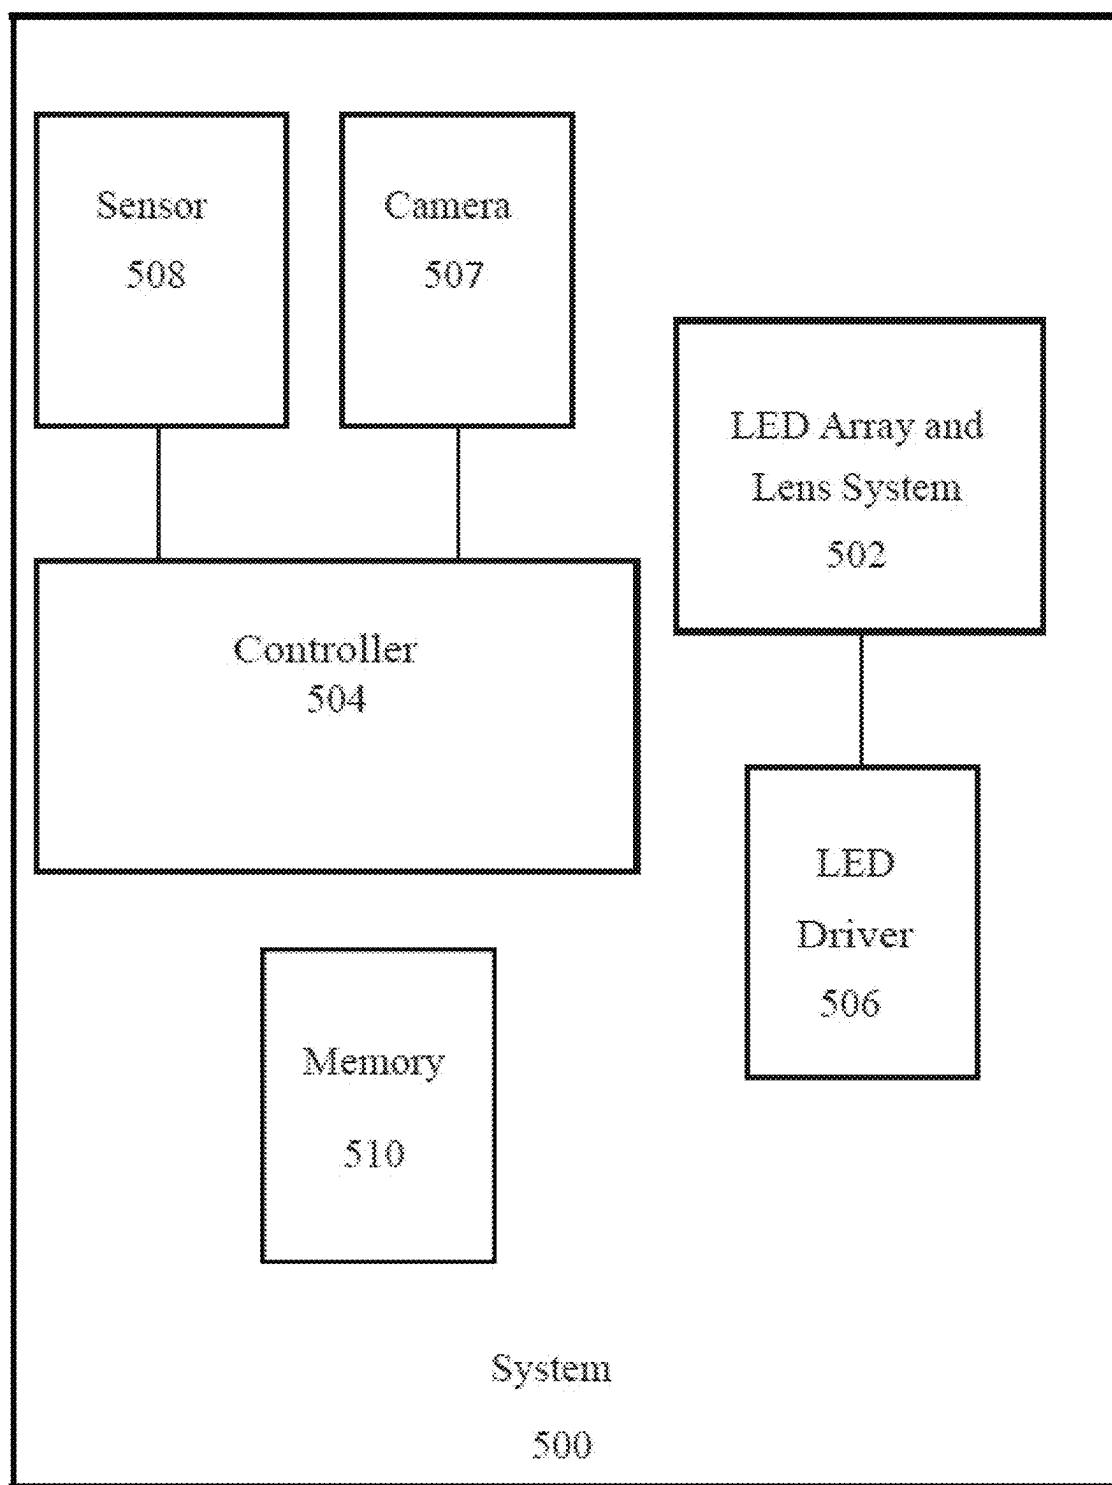 Sensor
508
Camera
507
LED Array and
Lens System
502
Controller
504
LED
Driver
506
Memory
510
System
500